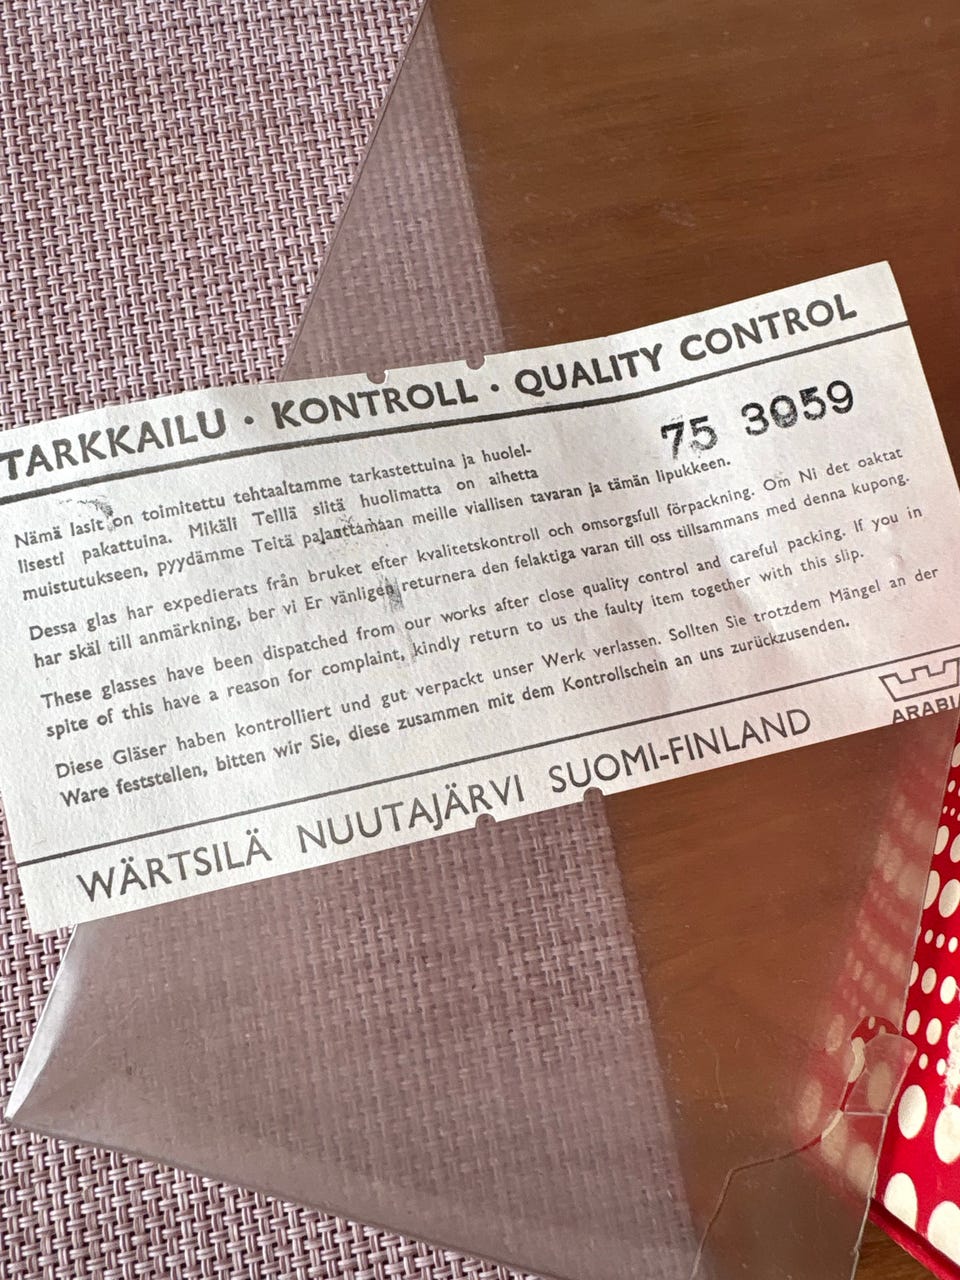 TARKKAILU · KONTROLL · QUALITY CONTROL
75 3059
Nämä lasit on toimitettu tehtaaltamme tarkastettuina ja huolel-
lisesti pakattuina. Mikäli Teillä siitä huolimatta on aihetta
muistutukseen, pyydämme Teitä palauttamaan meille viallisen tavaran ja tämän lipukkeen.
Dessa glas har expedierats från bruket efter kvalitetskontroll och omsorgsfull förpackning. Om Ni det oaktat
har skäl till anmärkning, ber vi Er vänligen returnera den felaktiga varan till oss tillsammans med denna kupong.
These glasses have been dispatched from our works after close quality control and careful packing. If you in
spite of this have a reason for complaint, kindly return to us the faulty item together with this slip.
Diese Gläser haben kontrolliert und gut verpackt unser Werk verlassen. Sollten Sie trotzdem Mängel an der
Ware feststellen, bitten wir Sie, diese zusammen mit dem Kontrollschein an uns zurückzusenden.
WÄRTSILÄ NUUTAJÄRVI SUOMI-FINLAND
ARABIA